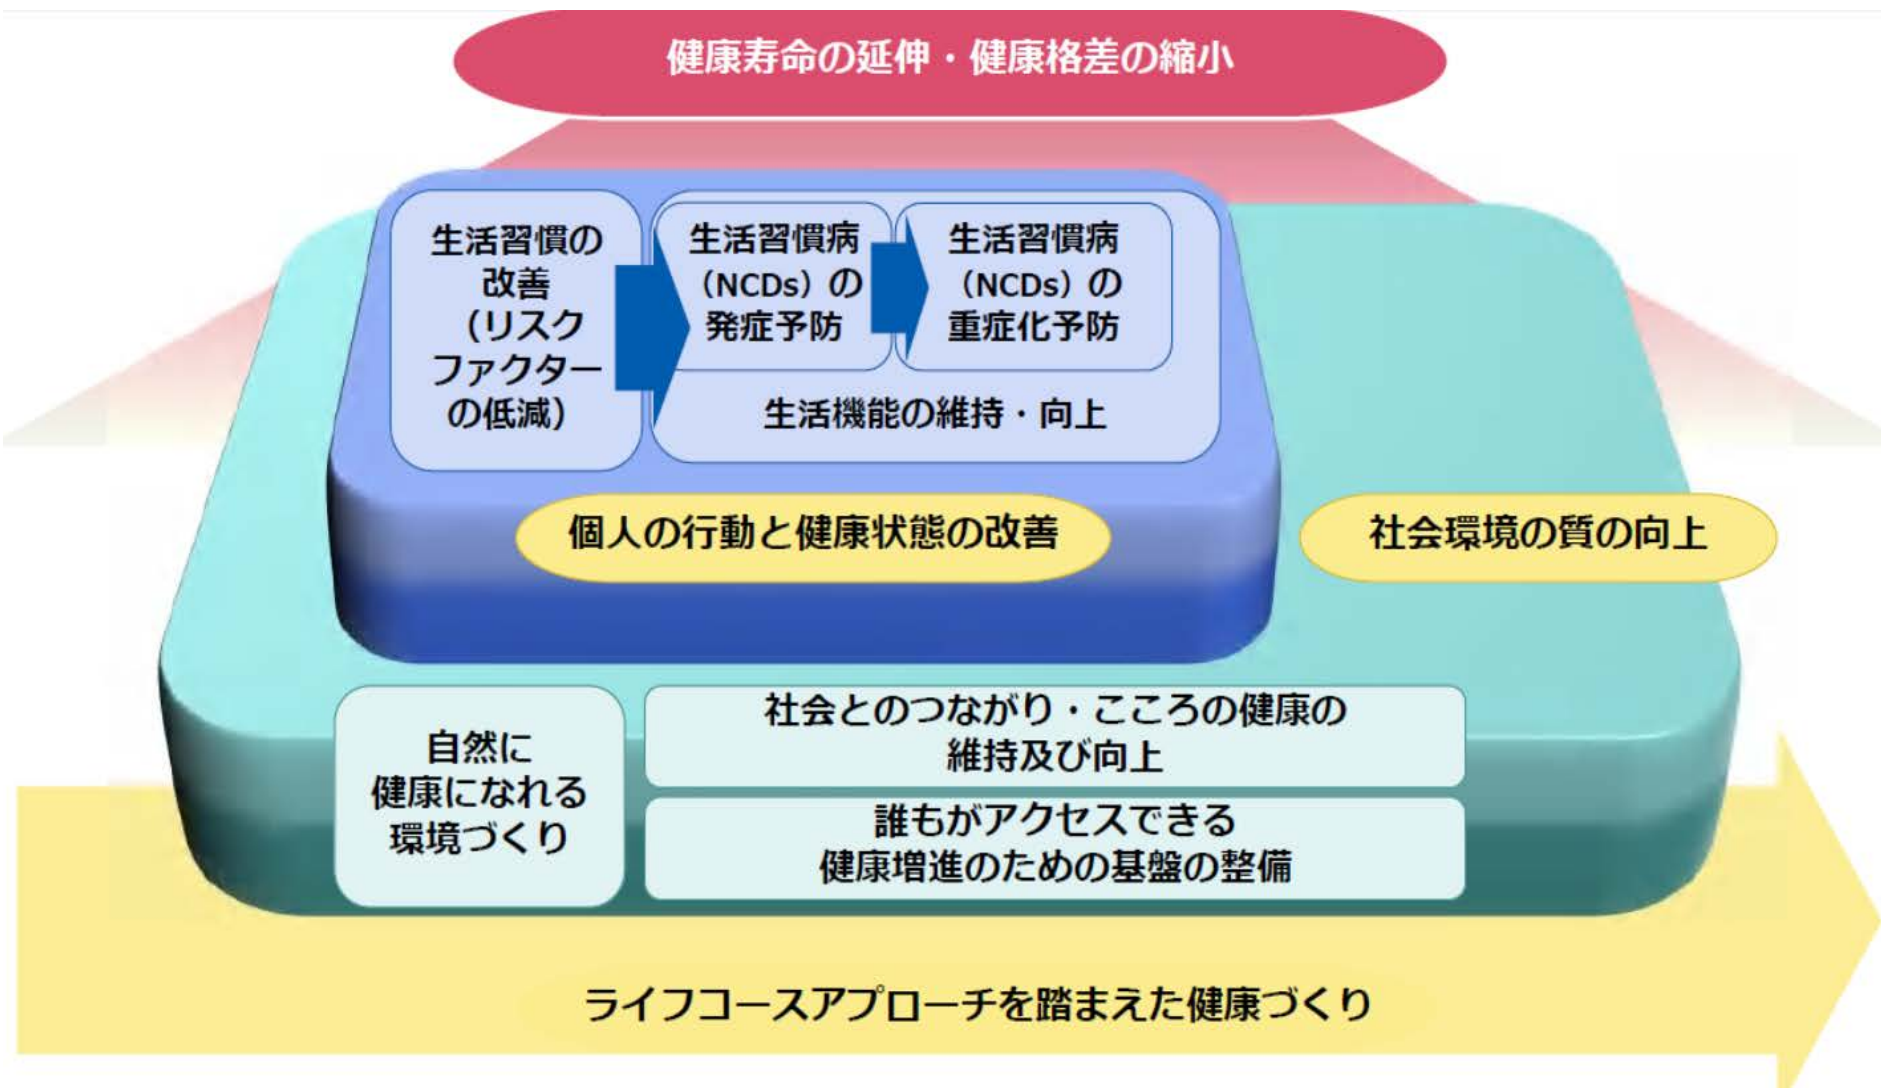 健康寿命の延伸・健康格差の縮小
生活習慣の
改善
（リスク
ファクター
の低減）
生活習慣病
（NCDs）の
発症予防
生活習慣病
（NCDs）の
重症化予防
生活機能の維持・向上
個人の行動と健康状態の改善
社会環境の質の向上
自然に
健康になれる
環境づくり
社会とのつながり・こころの健康の
維持及び向上
誰もがアクセスできる
健康増進のための基盤の整備
ライフコースアプローチを踏まえた健康づくり